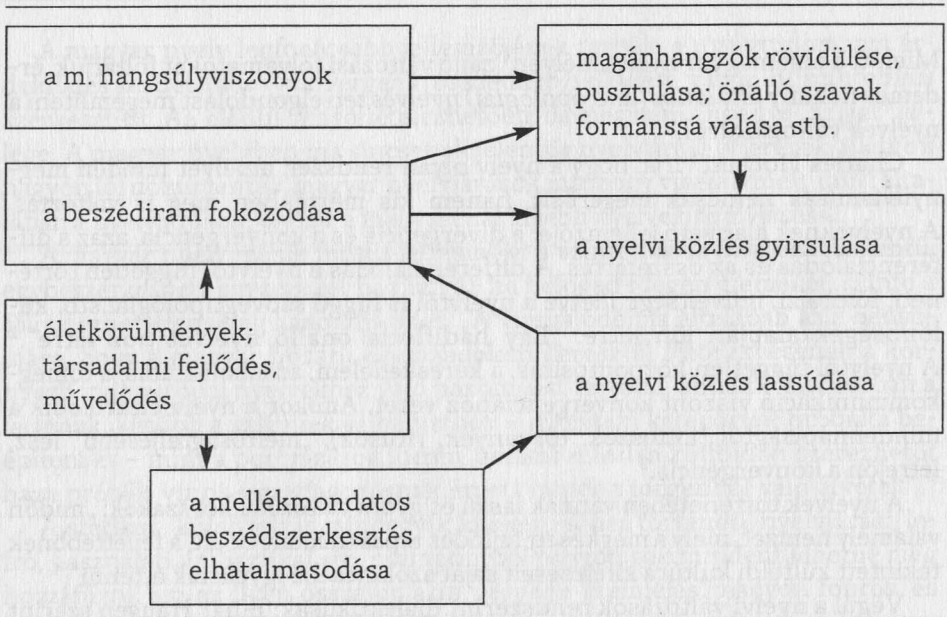 a m. hangsúlyviszonyok
magánhangzók rövidülése,
pusztulása; önálló szavak
formánssá válása stb.
a beszédiram fokozódása
a nyelvi közlés gyirsulása
életkörülmények;
társadalmi fejlődés,
művelődés
a nyelvi közlés lassúdása
a mellékmondatos
beszédszerkesztés
elhatalmasodása